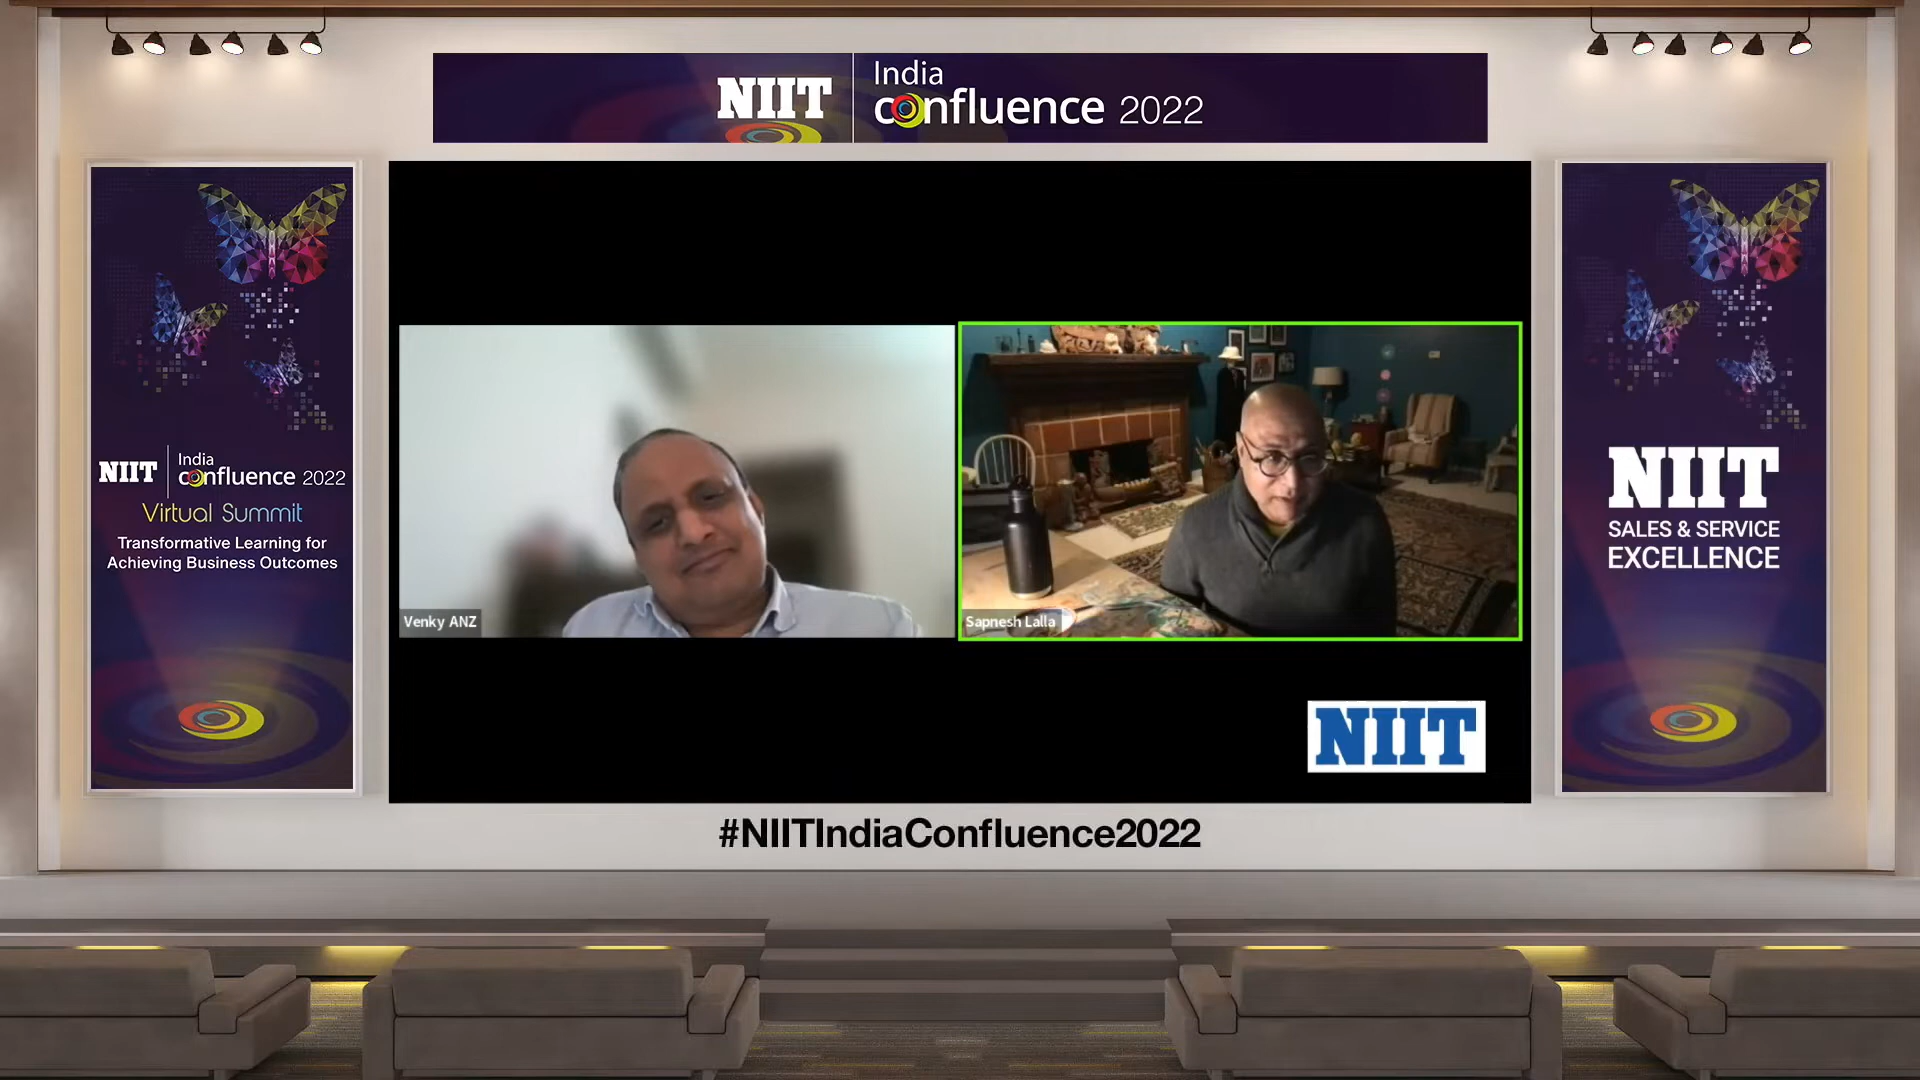 NIIT
India
confluence 2022
NIIT
India
confluence 2022
Virtual Summit
Transformative Learning for
Achieving Business Outcomes
Venky ANZ
Sapnesh Lalla
NIIT
NIIT
SALES & SERVICE
EXCELLENCE
#NIITIndiaConfluence2022